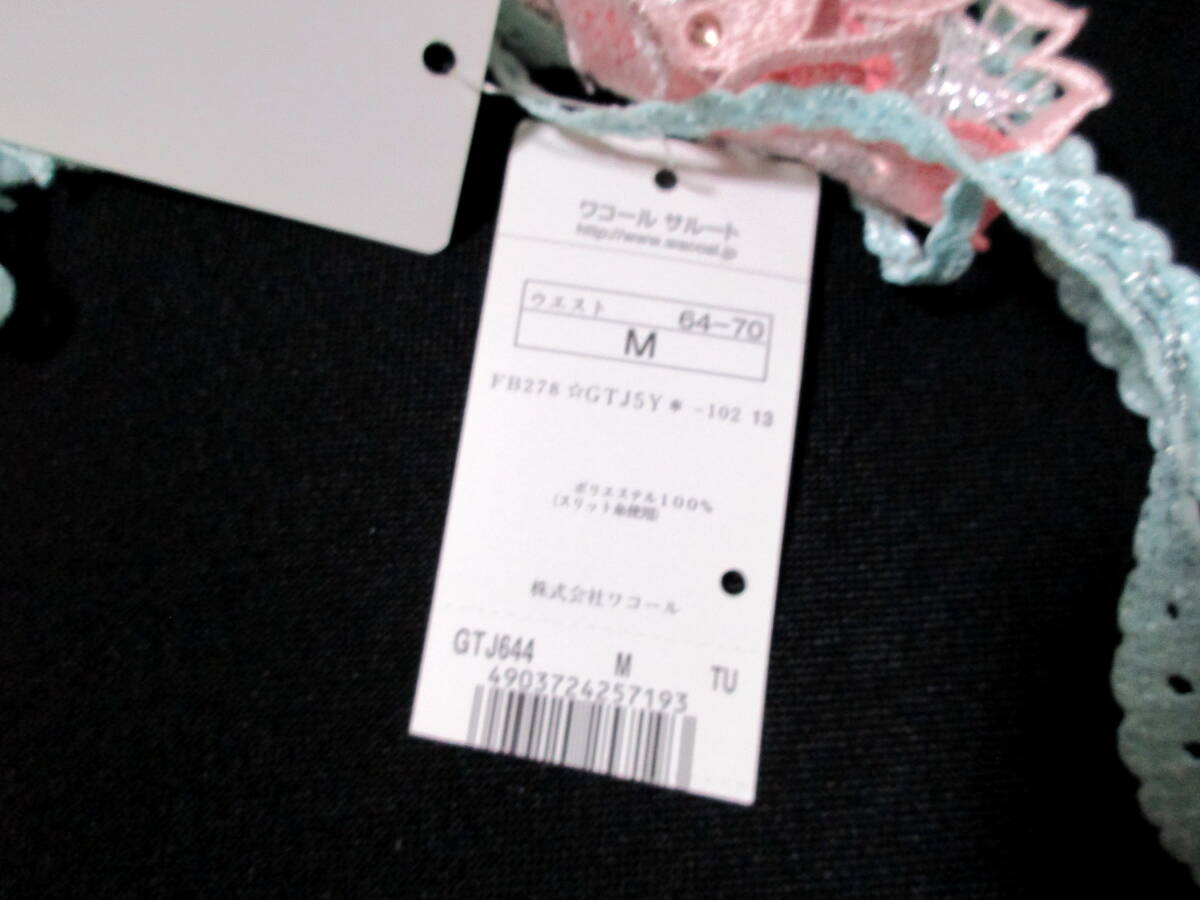 ワコール サルート
http://www.wacoal.jp
ウエスト 64-70
M
FB278 ☆GTJ5Y＊ -102 13
ポリエステル100%
(スリット糸使用)
株式会社ワコール
GTJ644 M TU
4903724257193